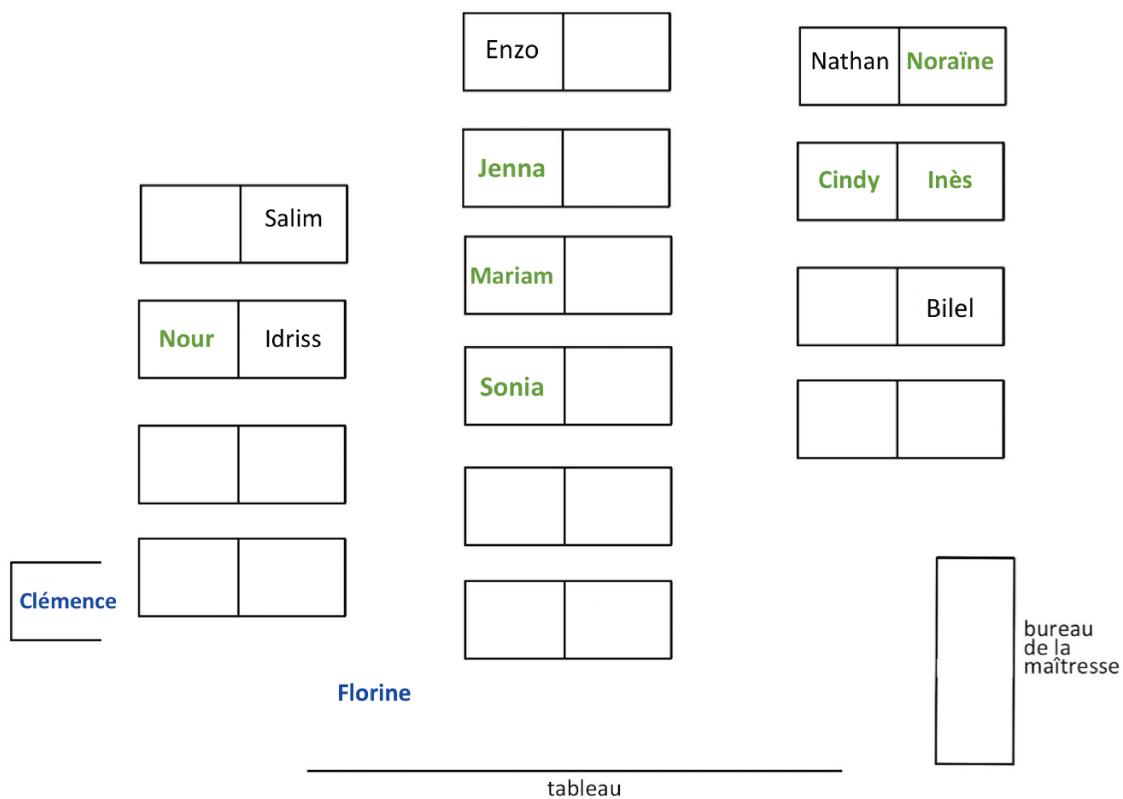 Enzo
Nathan Noraïne
Jenna
Cindy Inès
Salim
Mariam
Bilel
Nour Idriss
Sonia
Clémence
bureau
de la
maîtresse
Florine
tableau